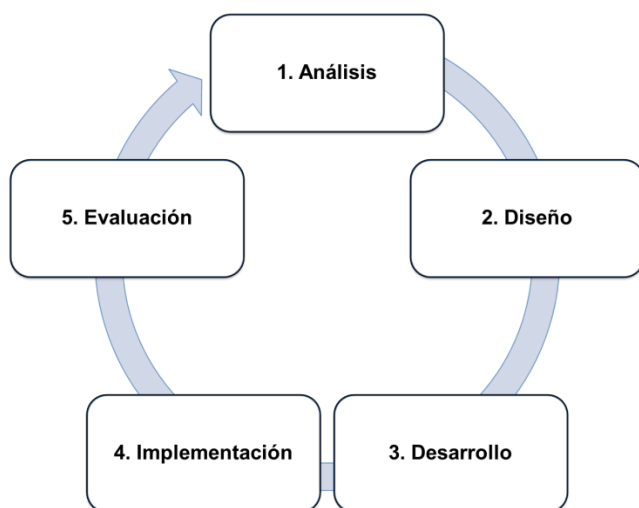 1. Análisis
2. Diseño
3. Desarrollo
4. Implementación
5. Evaluación